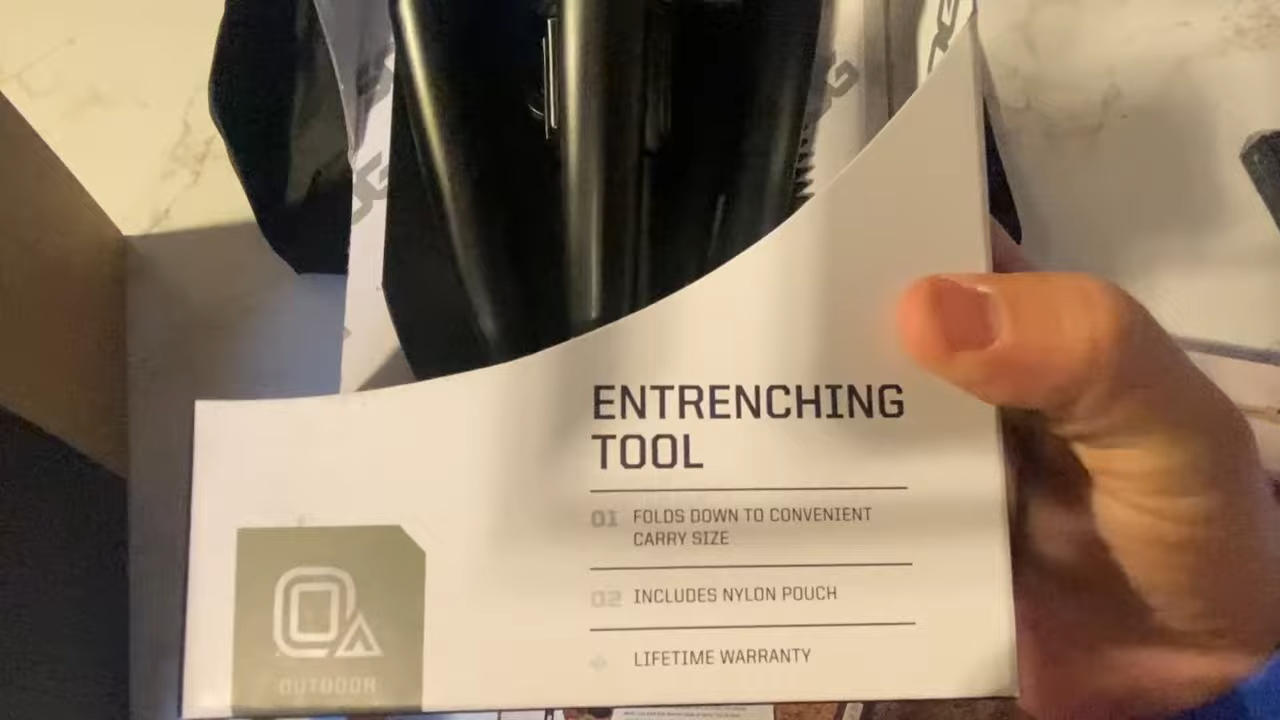 ENTRENCHING
TOOL
01 FOLDS DOWN TO CONVENIENT
CARRY SIZE
02 INCLUDES NYLON POUCH
LIFETIME WARRANTY
OUTDOOR